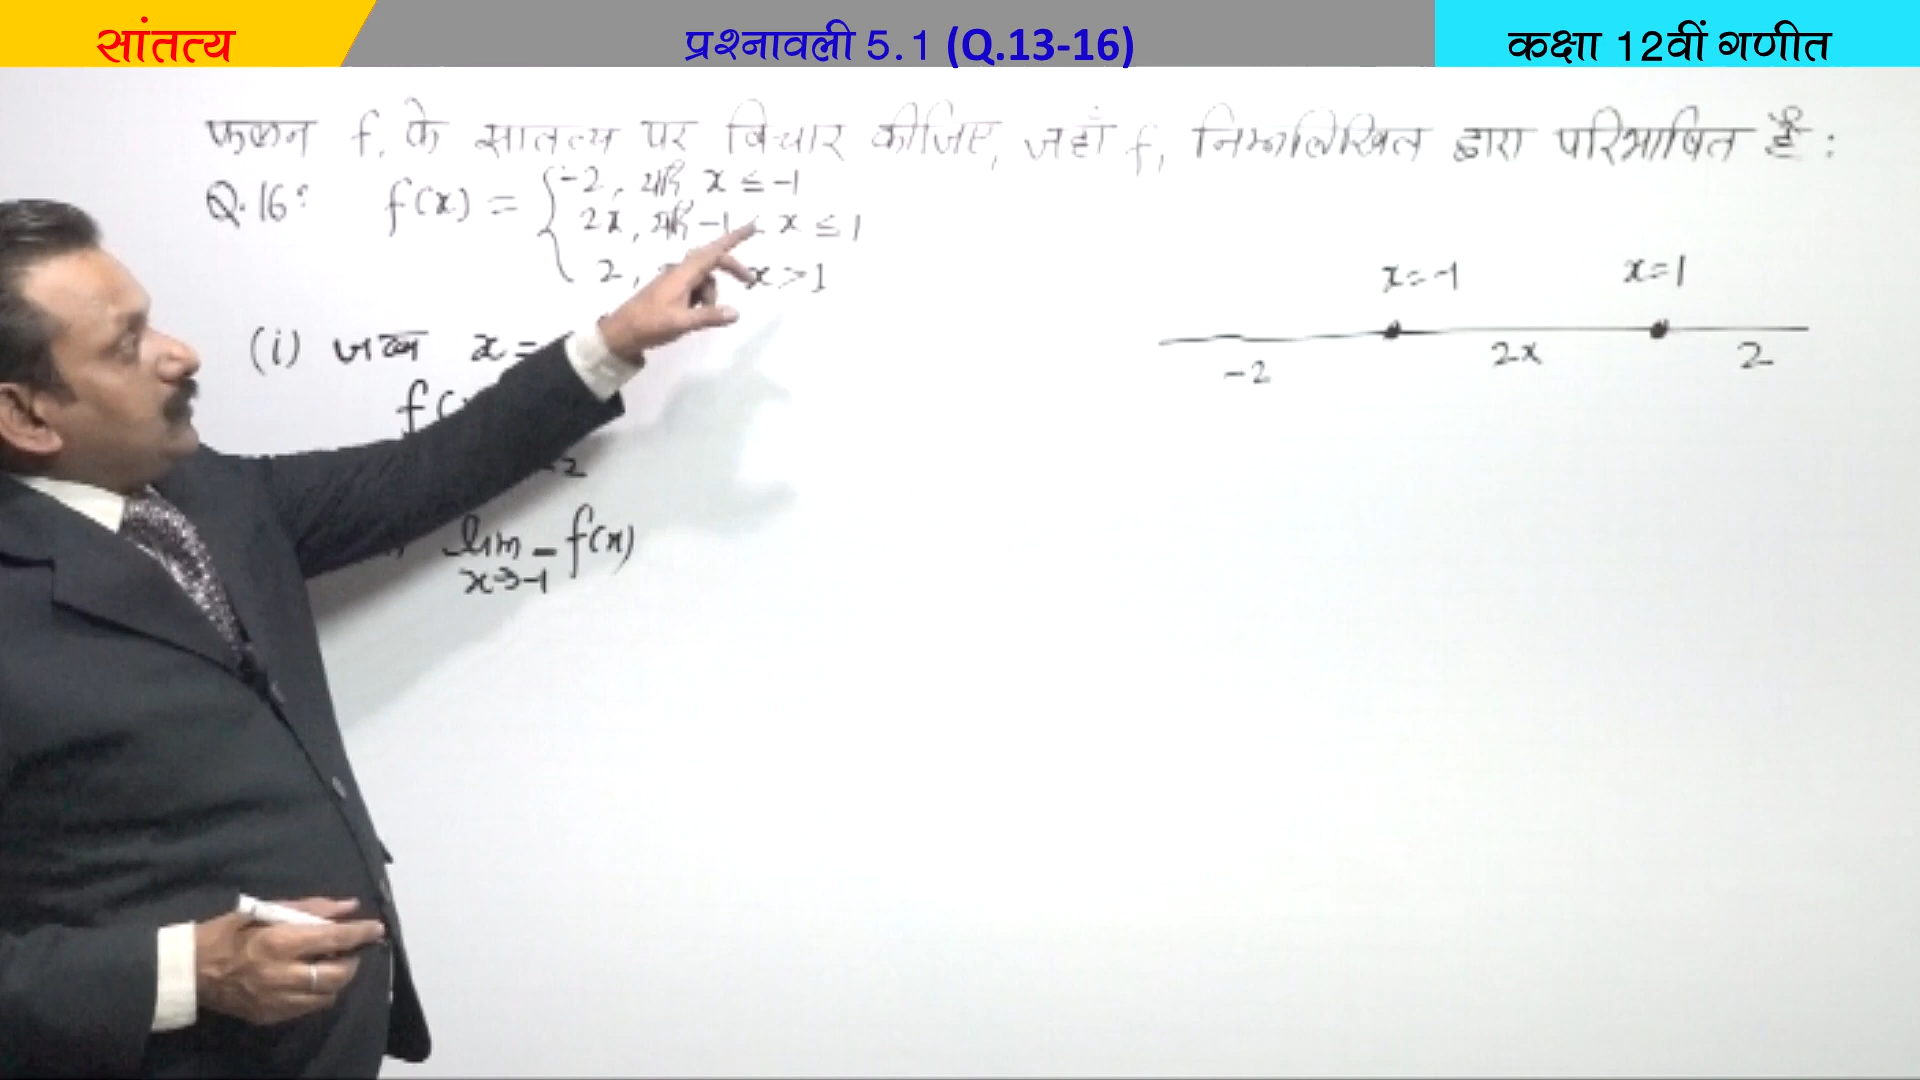 सांतत्य
प्रश्नावली 5.1 (Q.13-16)
कक्षा 12वीं गणीत
फलन f, के सातत्य पर विचार कीजिए, जहाँ f, निम्नलिखित द्वारा परिभाषित है :
Q.16: f(x) = { -2, यदि x ≤ -1
2x, यदि -1 < x ≤ 1
2, x > 1
x = -1 x = 1
-2 2x 2
(i) जब x =
f(
-2
lim f(x)
x→-1⁻